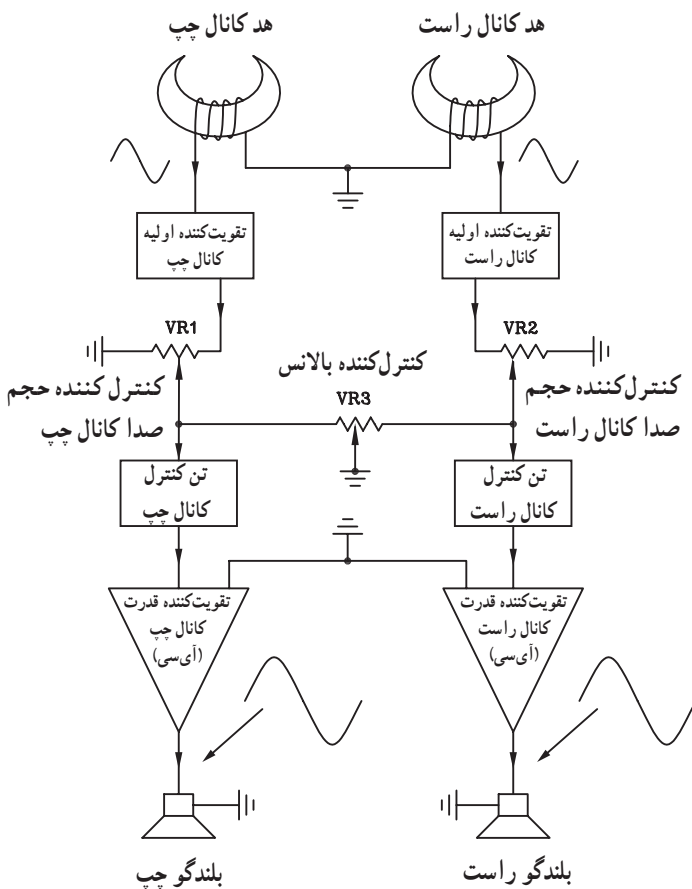 هد کانال راست
هد کانال چپ
تقویت‌کننده اولیه
کانال راست
تقویت‌کننده اولیه
کانال چپ
VR2
VR1
کنترل‌کننده حجم
صدا کانال راست
کنترل‌کننده بالانس
VR3
کنترل کننده حجم
صدا کانال چپ
تن کنترل
کانال راست
تن کنترل
کانال چپ
تقویت‌کننده قدرت
کانال راست
(آی‌سی)
تقویت‌کننده قدرت
کانال چپ
(آی‌سی)
بلندگو راست
بلندگو چپ